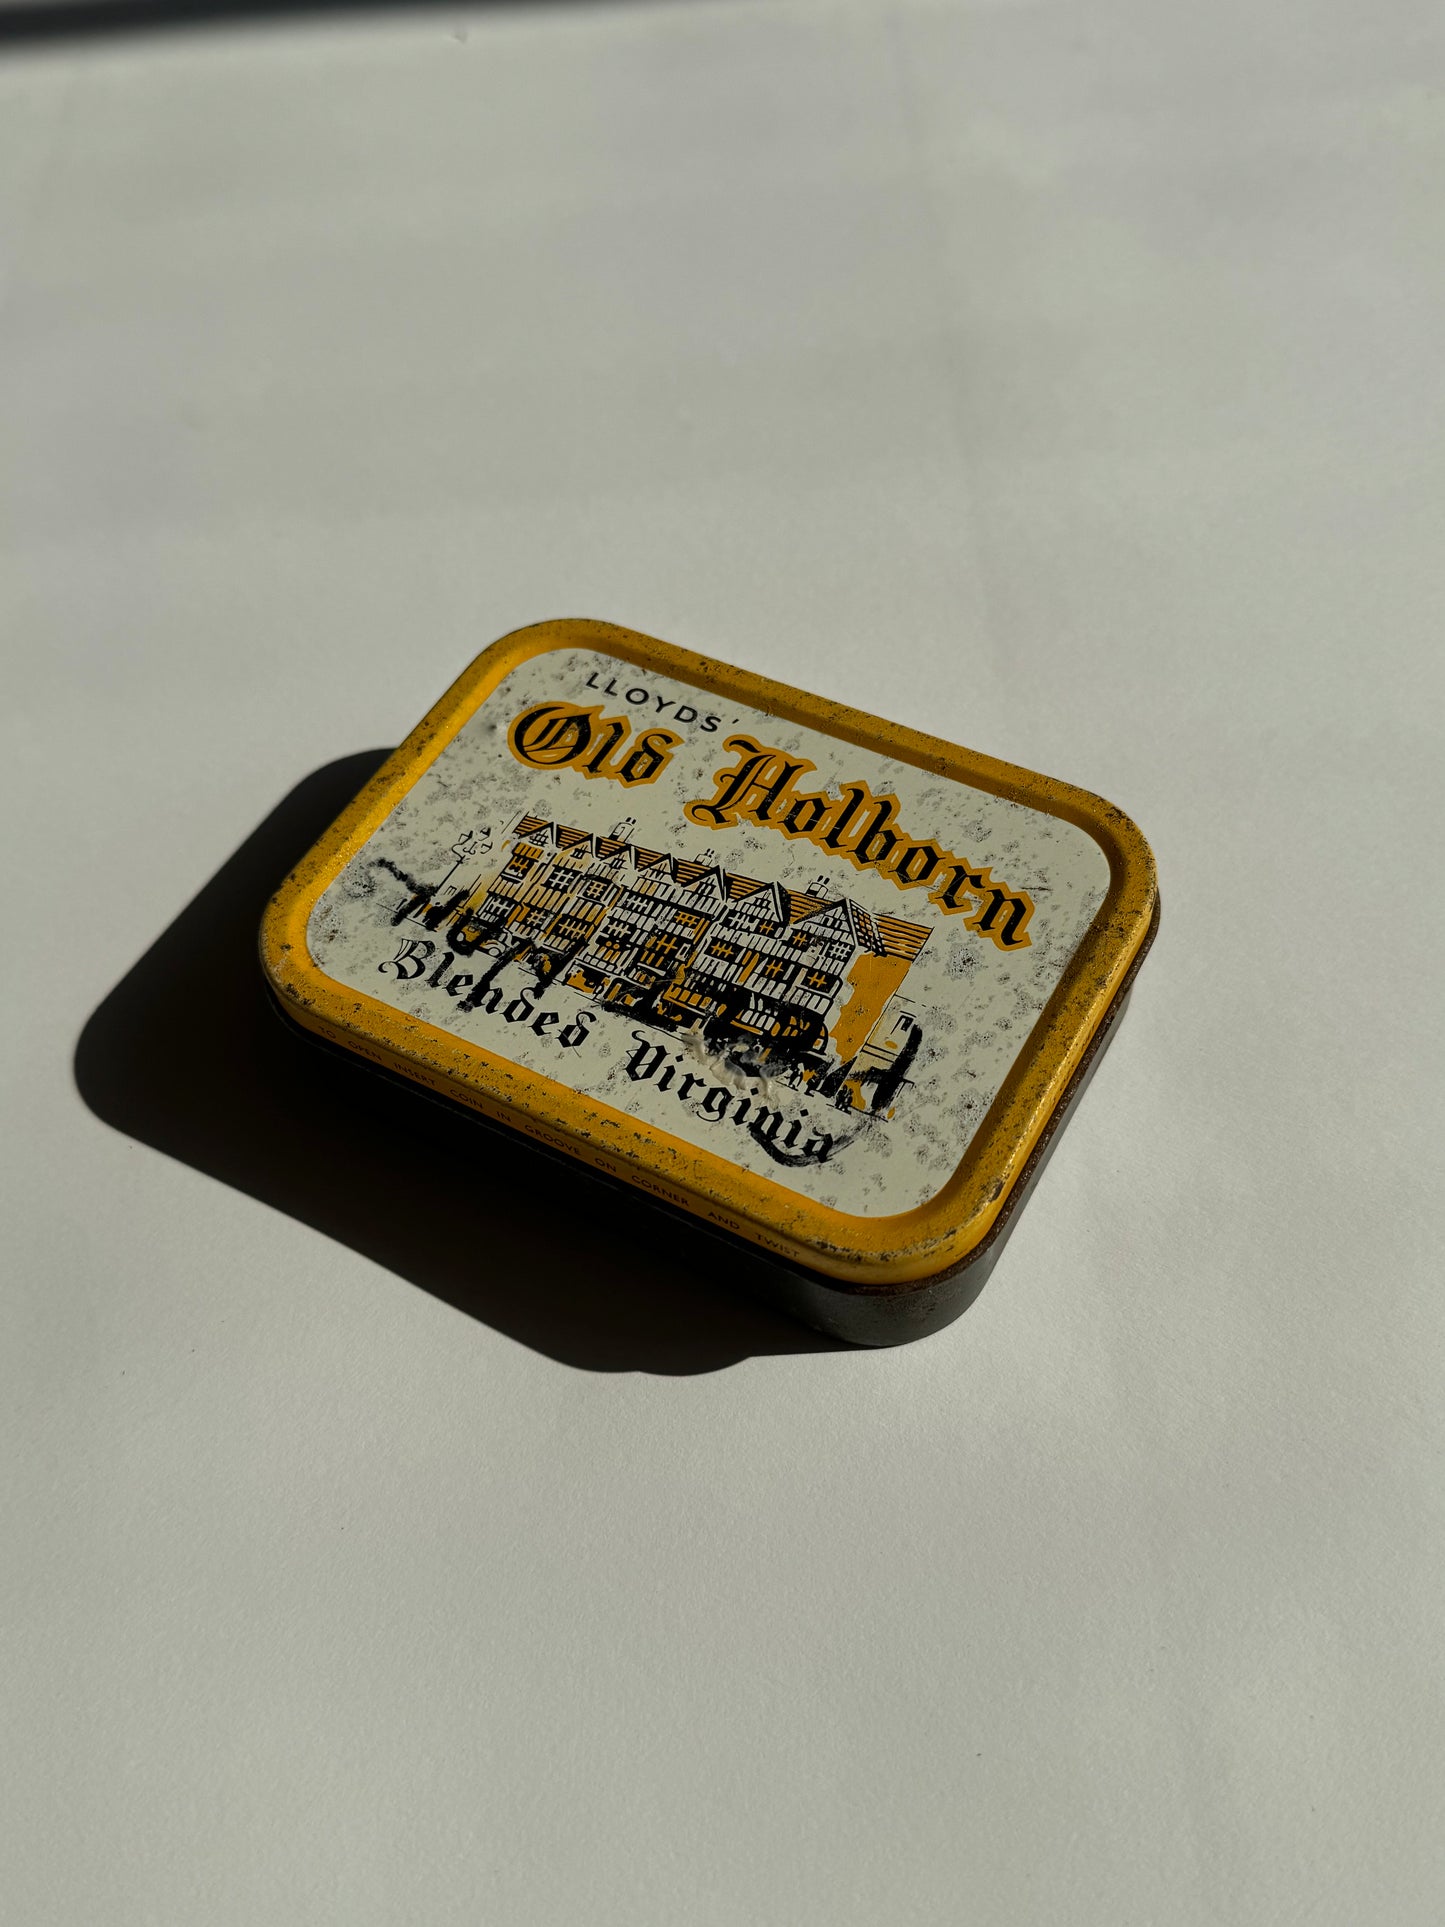 LLOYDS'
Old Holborn
Blended Virginia
TO OPEN INSERT COIN IN GROOVE ON CORNER AND TWIST